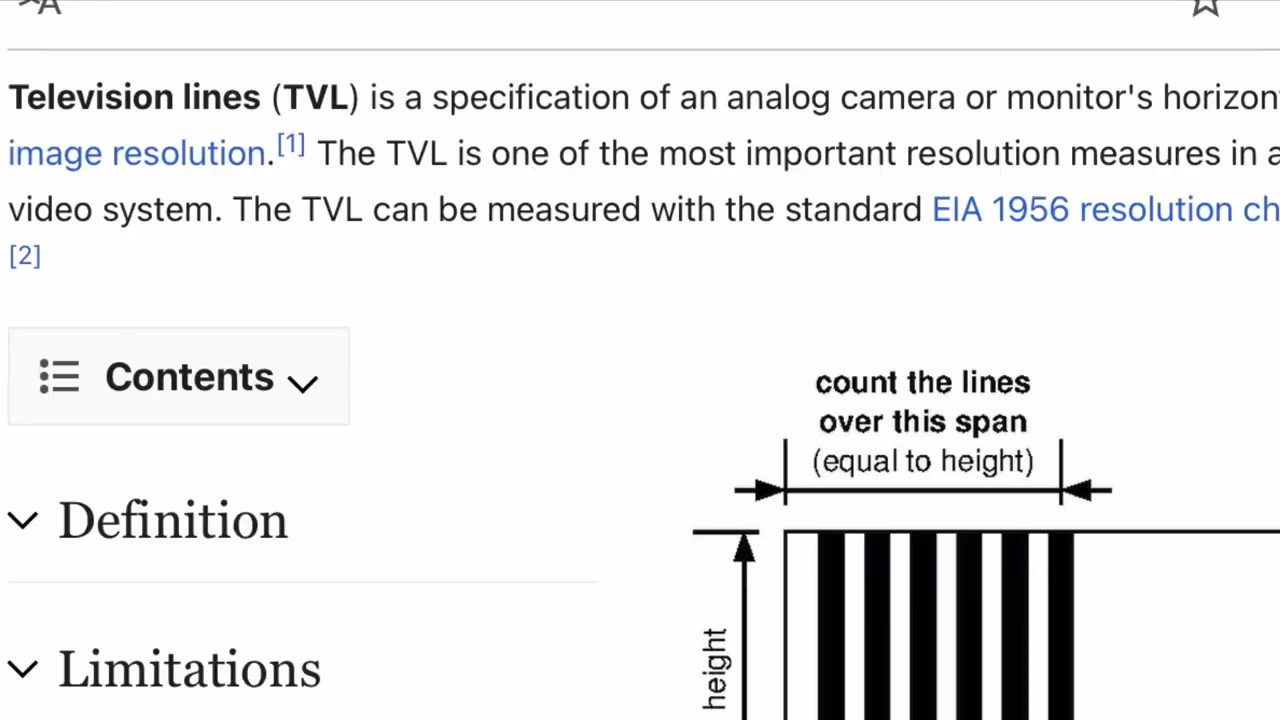 Television lines (TVL) is a specification of an analog camera or monitor's
image resolution.[1] The TVL is one of the most important resolution measures in
video system. The TVL can be measured with the standard EIA 1956 resolution
[2]
Contents
count the lines
over this span
(equal to height)
Definition
Limitations
height